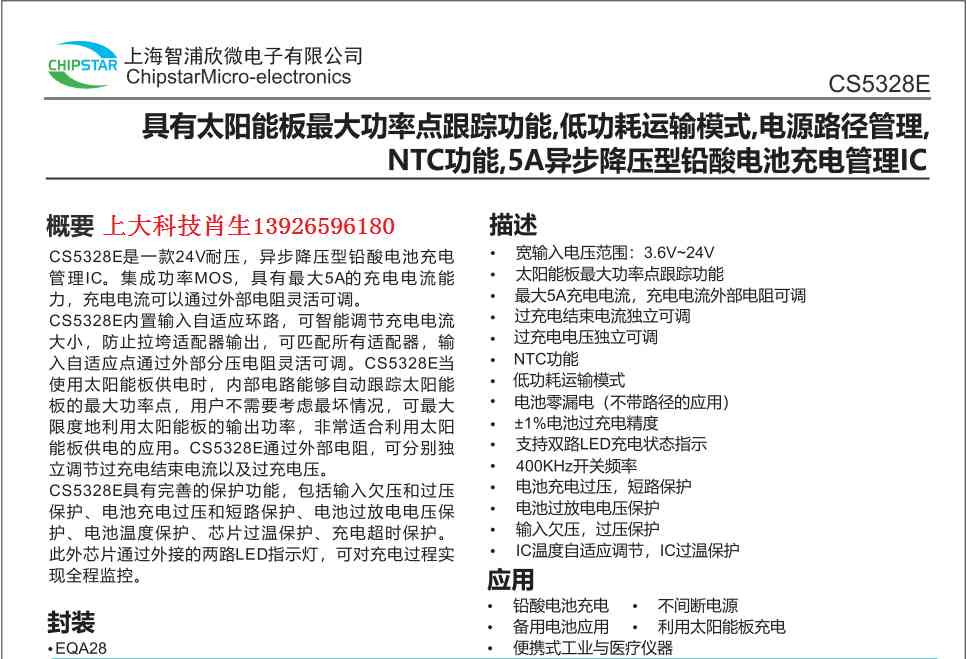 CHIPSTAR
上海智浦欣微电子有限公司
ChipstarMicro-electronics
CS5328E
具有太阳能板最大功率点跟踪功能,低功耗运输模式,电源路径管理,
NTC功能,5A异步降压型铅酸电池充电管理IC
概要 上大科技肖生13926596180
CS5328E是一款24V耐压，异步降压型铅酸电池充电
管理IC。集成功率MOS，具有最大5A的充电电流能
力，充电电流可以通过外部电阻灵活可调。
CS5328E内置输入自适应环路，可智能调节充电电流
大小，防止拉垮适配器输出，可匹配所有适配器，输
入自适应点通过外部分压电阻灵活可调。CS5328E当
使用太阳能板供电时，内部电路能够自动跟踪太阳能
板的最大功率点，用户不需要考虑最坏情况，可最大
限度地利用太阳能板的输出功率，非常适合利用太阳
能板供电的应用。CS5328E通过外部电阻，可分别独
立调节过充电结束电流以及过充电压。
CS5328E具有完善的保护功能，包括输入欠压和过压
保护、电池充电过压和短路保护、电池过放电电压保
护、电池温度保护、芯片过温保护、充电超时保护。
此外芯片通过外接的两路LED指示灯，可对充电过程实
现全程监控。
封装
•EQA28
描述
• 宽输入电压范围：3.6V~24V
• 太阳能板最大功率点跟踪功能
• 最大5A充电电流，充电电流外部电阻可调
• 过充电结束电流独立可调
• 过充电电压独立可调
• NTC功能
• 低功耗运输模式
• 电池零漏电（不带路径的应用）
• ±1%电池过充电精度
• 支持双路LED充电状态指示
• 400KHz开关频率
• 电池充电过压，短路保护
• 电池过放电电压保护
• 输入欠压，过压保护
• IC温度自适应调节，IC过温保护
应用
• 铅酸电池充电 • 不间断电源
• 备用电池应用 • 利用太阳能板充电
• 便携式工业与医疗仪器